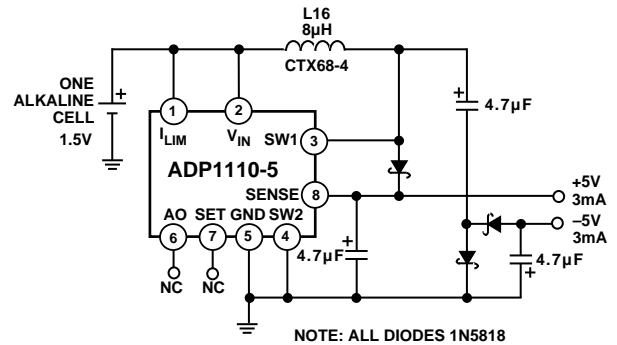 L16
8µH
CTX68-4
ONE
ALKALINE
CELL
1.5V
+
1
2
I_LIM
V_IN
SW1
3
+
4.7µF
ADP1110-5
SENSE
8
+5V
3mA
AO
SET
GND
SW2
6
7
5
4
–5V
3mA
NC
NC
4.7µF
+
4.7µF
+
NOTE: ALL DIODES 1N5818